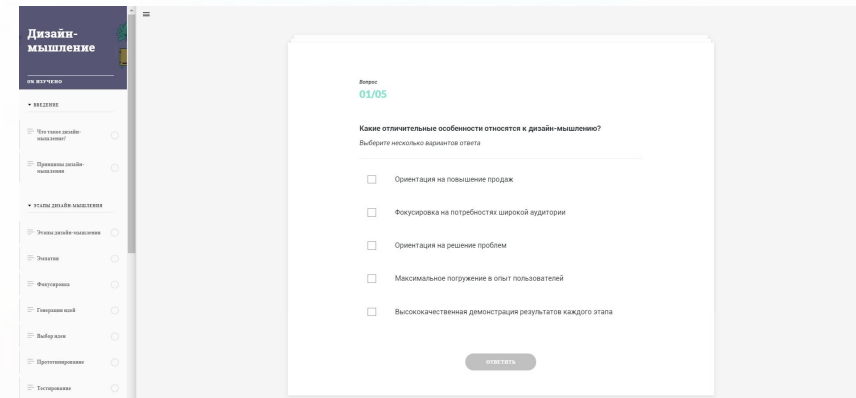 Дизайн-
мышление
0% ИЗУЧЕНО
ВВЕДЕНИЕ
Что такое дизайн-
мышление?
Принципы дизайн-
мышления
ЭТАПЫ ДИЗАЙН-МЫШЛЕНИЯ
Этапы дизайн-мышления
Эмпатия
Фокусировка
Генерация идей
Выбор идеи
Прототипирование
Тестирование
Вопрос
01/05
Какие отличительные особенности относятся к дизайн-мышлению?
Выберите несколько вариантов ответа
Ориентация на повышение продаж
Фокусировка на потребностях широкой аудитории
Ориентация на решение проблем
Максимальное погружение в опыт пользователей
Высококачественная демонстрация результатов каждого этапа
ОТВЕТИТЬ